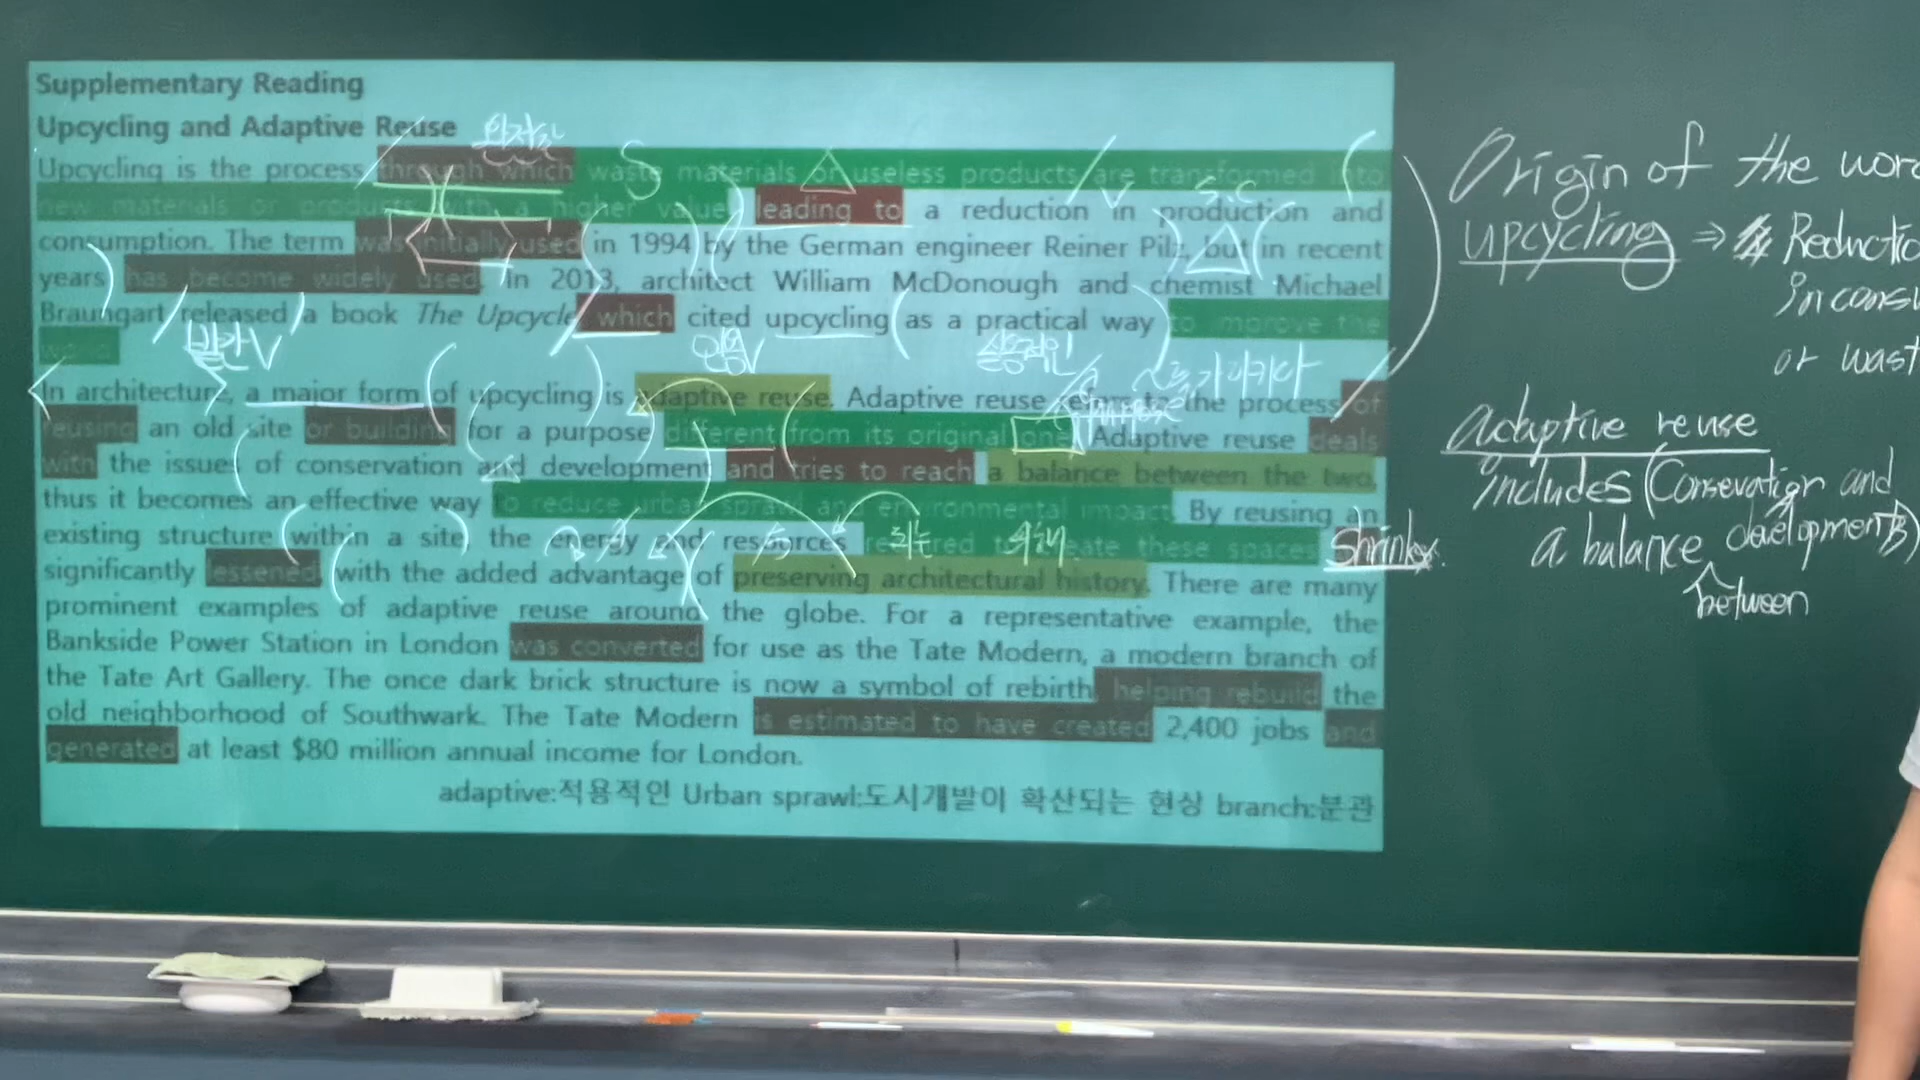 Supplementary Reading
Upcycling and Adaptive Reuse
Upcycling is the process through which waste materials or useless products are transformed into
new materials or products with a higher value, leading to a reduction in production and
consumption. The term was initially used in 1994 by the German engineer Reiner Pilz, but in recent
years has become widely used. In 2013, architect William McDonough and chemist Michael
Braungart released a book The Upcycle, which cited upcycling as a practical way to improve the
world.
In architecture, a major form of upcycling is adaptive reuse. Adaptive reuse refers to the process of
reusing an old site or building for a purpose different from its original one. Adaptive reuse deals
with the issues of conservation and development and tries to reach a balance between the two,
thus it becomes an effective way to reduce urban sprawl and environmental impact. By reusing an
existing structure within a site, the energy and resources required to create these spaces
significantly lessened, with the added advantage of preserving architectural history. There are many
prominent examples of adaptive reuse around the globe. For a representative example, the
Bankside Power Station in London was converted for use as the Tate Modern, a modern branch of
the Tate Art Gallery. The once dark brick structure is now a symbol of rebirth, helping rebuild the
old neighborhood of Southwark. The Tate Modern is estimated to have created 2,400 jobs and
generated at least $80 million annual income for London.
adaptive:적용적인 Urban sprawl:도시개발이 확산되는 현상 branch:분관
S
V
S.C
Shrinks.
Origin of the wor
upcycling ⇒ Reductio
in consu
or wast
adaptive reuse
includes (Consevation and
a balance developments)
between